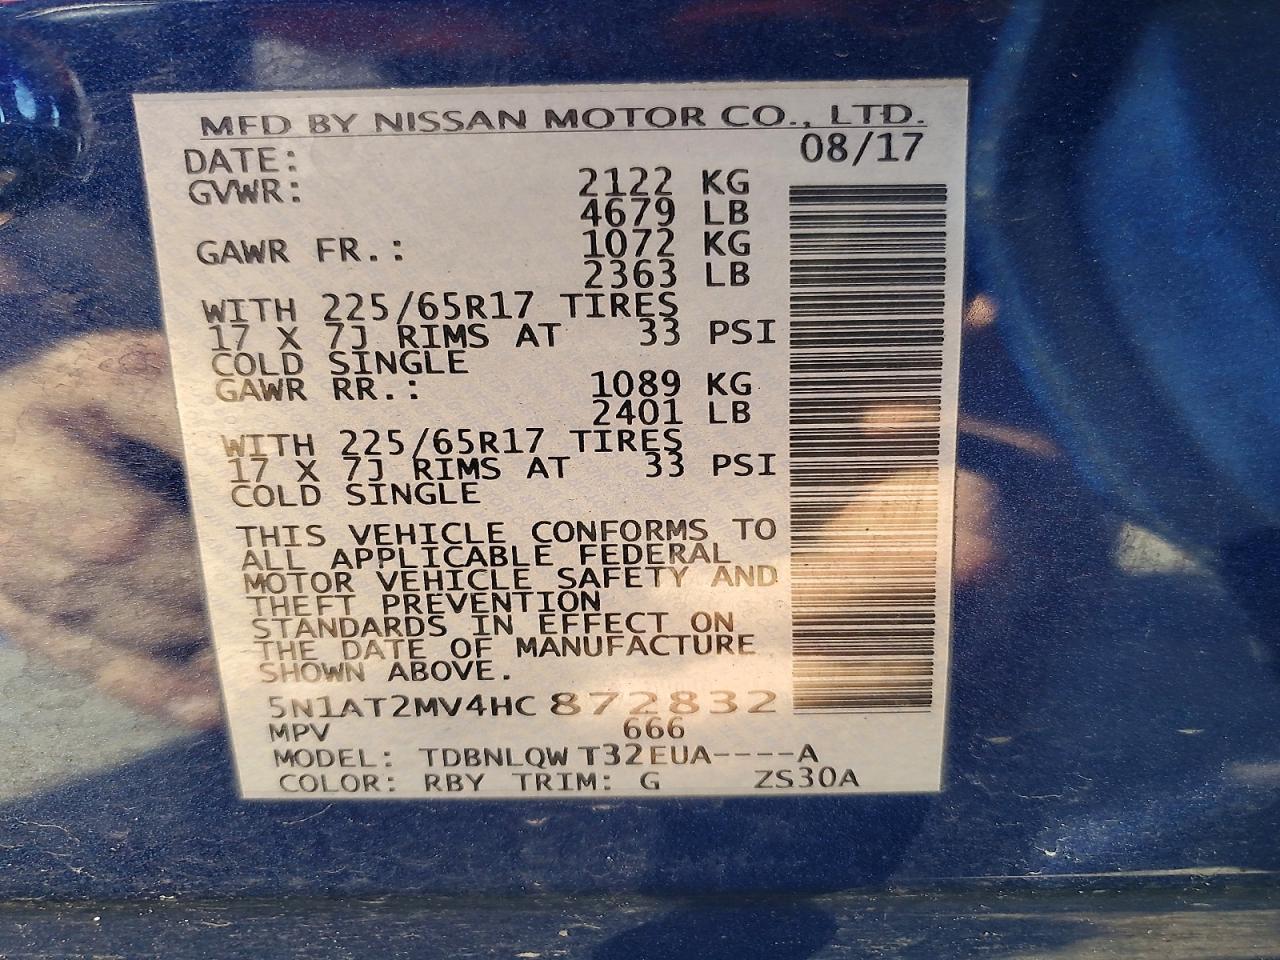 MFD BY NISSAN MOTOR CO., LTD.
DATE: 08/17
GVWR: 2122 KG
4679 LB
GAWR FR.: 1072 KG
2363 LB
WITH 225/65R17 TIRES
17 X 7J RIMS AT 33 PSI
COLD SINGLE
GAWR RR.: 1089 KG
2401 LB
WITH 225/65R17 TIRES
17 X 7J RIMS AT 33 PSI
COLD SINGLE
THIS VEHICLE CONFORMS TO
ALL APPLICABLE FEDERAL
MOTOR VEHICLE SAFETY AND
THEFT PREVENTION
STANDARDS IN EFFECT ON
THE DATE OF MANUFACTURE
SHOWN ABOVE.
5N1AT2MV4HC 872832
MPV 666
MODEL: TDBNLQW T32EUA----A
COLOR: RBY TRIM: G ZS30A